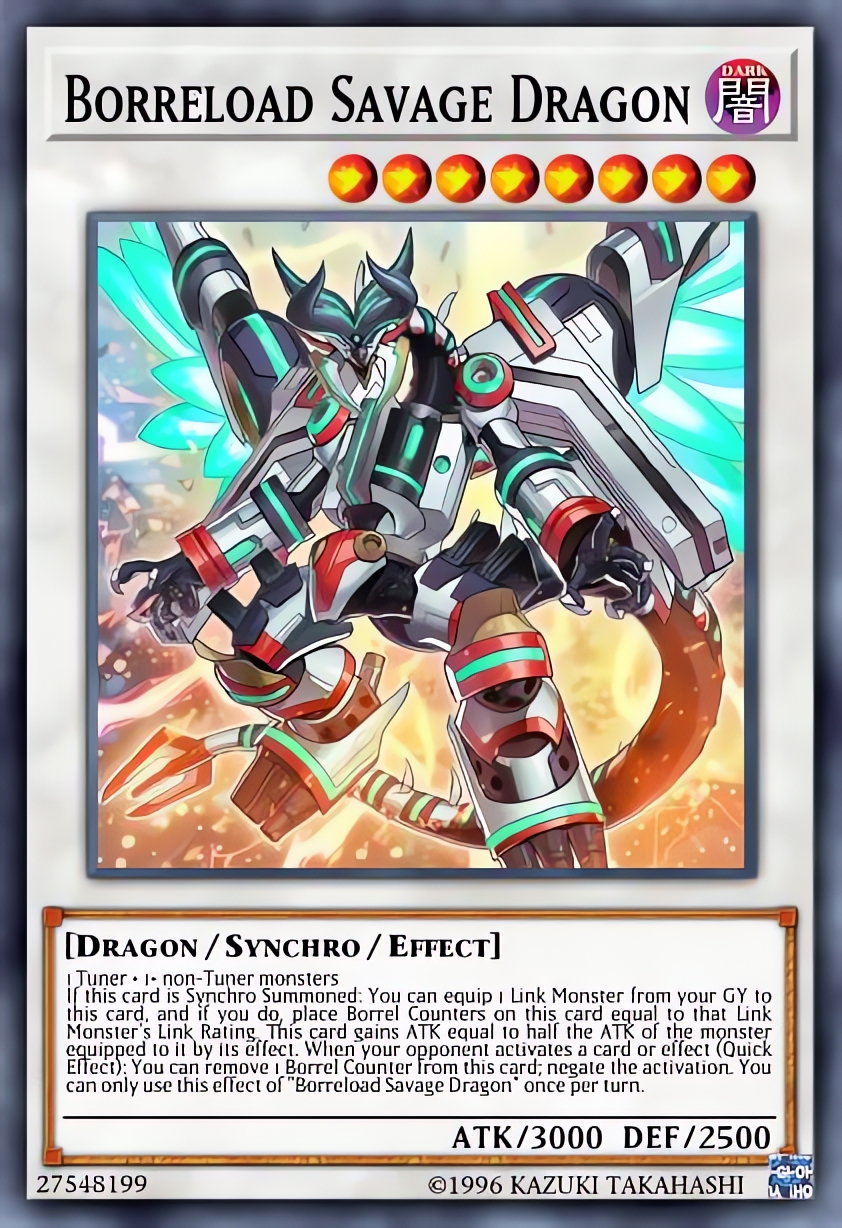 BORRELOAD SAVAGE DRAGON
DARK
闇
[DRAGON / SYNCHRO / EFFECT]
1 Tuner + 1+ non-Tuner monsters
If this card is Synchro Summoned: You can equip 1 Link Monster from your GY to
this card, and if you do, place Borrel Counters on this card equal to that Link
Monster's Link Rating. This card gains ATK equal to half the ATK of the monster
equipped to it by its effect. When your opponent activates a card or effect (Quick
Effect): You can remove 1 Borrel Counter from this card; negate the activation. You
can only use this effect of "Borreload Savage Dragon" once per turn.
ATK/3000 DEF/2500
27548199
©1996 KAZUKI TAKAHASHI